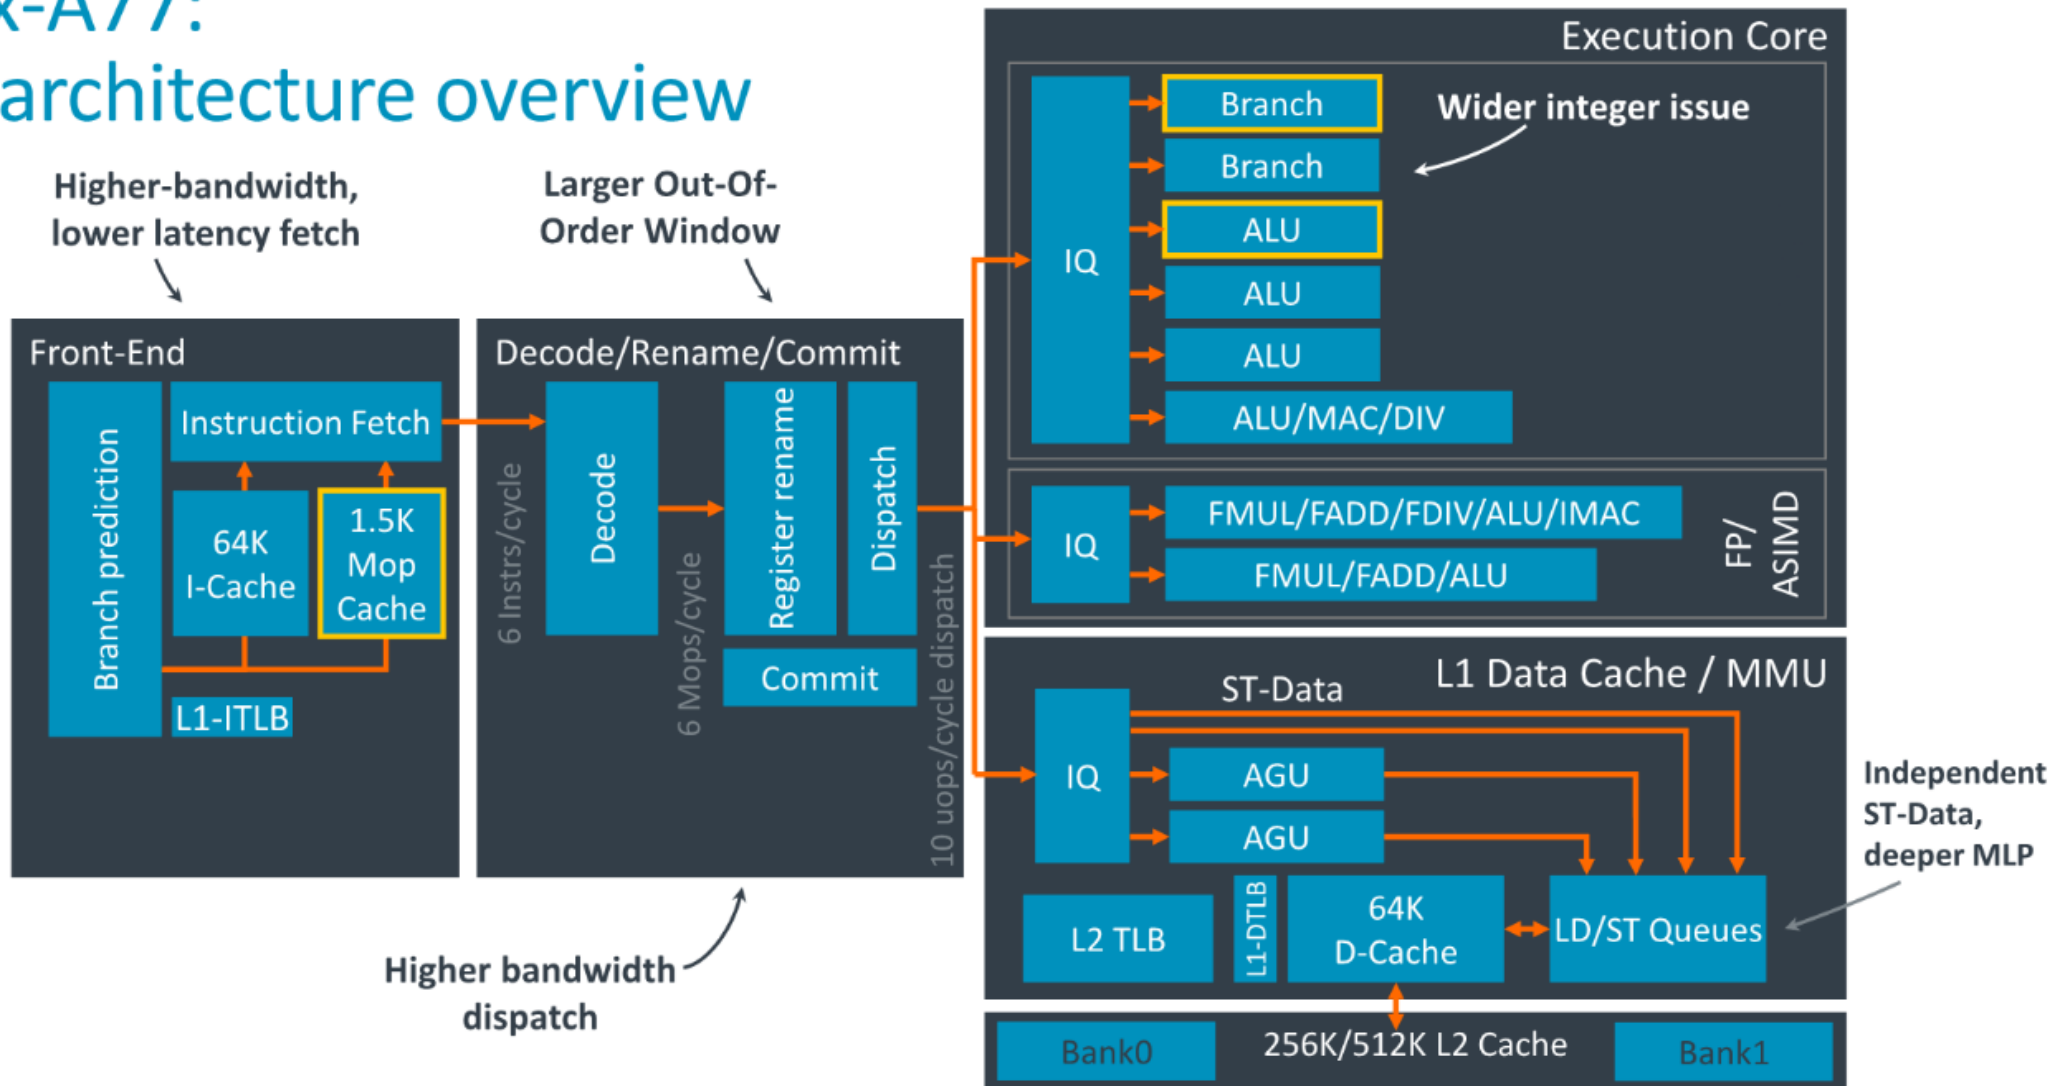 x-A77:
architecture overview
Higher-bandwidth,
lower latency fetch
Larger Out-Of-
Order Window
Front-End
Branch prediction
Instruction Fetch
64K
I-Cache
1.5K
Mop
Cache
L1-ITLB
Decode/Rename/Commit
6 Instrs/cycle
Decode
6 Mops/cycle
Register rename
Dispatch
Commit
10 uops/cycle dispatch
Higher bandwidth
dispatch
Execution Core
IQ
Branch
Branch
ALU
ALU
ALU
ALU/MAC/DIV
Wider integer issue
IQ
FMUL/FADD/FDIV/ALU/IMAC
FMUL/FADD/ALU
FP/
ASIMD
L1 Data Cache / MMU
ST-Data
IQ
AGU
AGU
L2 TLB
L1-DTLB
64K
D-Cache
LD/ST Queues
Independent
ST-Data,
deeper MLP
Bank0
256K/512K L2 Cache
Bank1